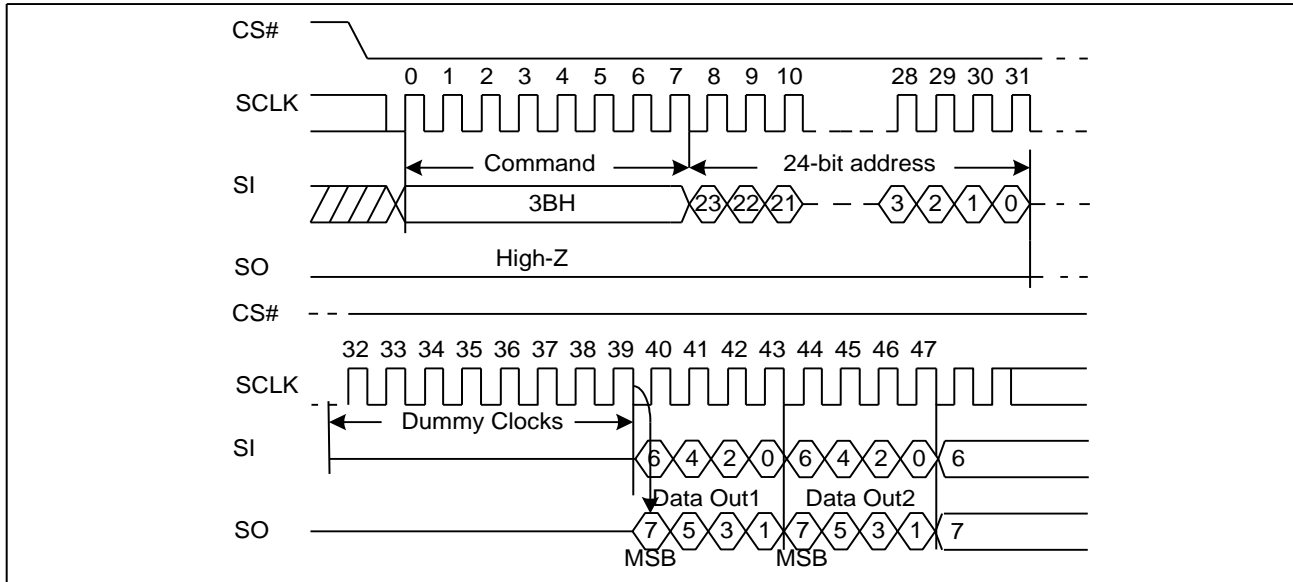 CS#
0 1 2 3 4 5 6 7 8 9 10 28 29 30 31
SCLK
Command 24-bit address
SI
3BH 23 22 21 3 2 1 0
High-Z
SO
CS#
32 33 34 35 36 37 38 39 40 41 42 43 44 45 46 47
SCLK
Dummy Clocks
SI 6 4 2 0 6 4 2 0 6
Data Out1 Data Out2
SO 7 5 3 1 7 5 3 1 7
MSB MSB